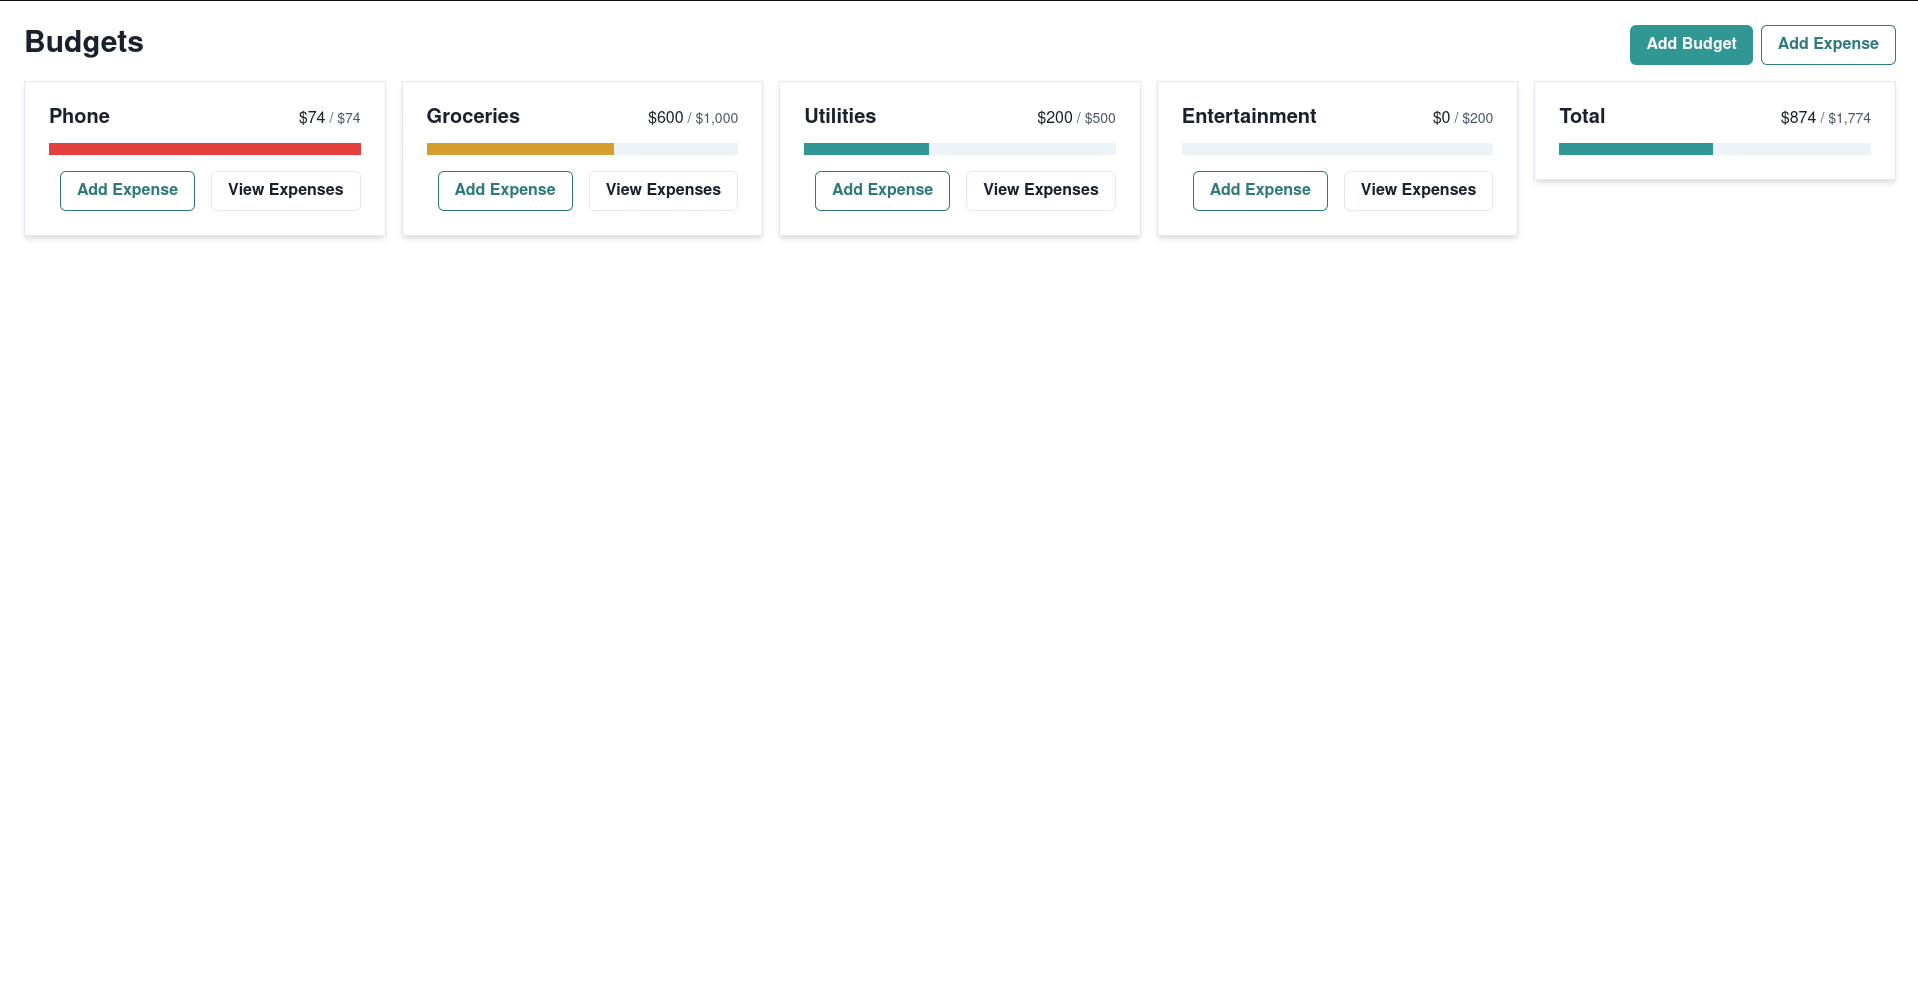 Budgets
Add Budget
Add Expense
Phone
$74 / $74
Add Expense
View Expenses
Groceries
$600 / $1,000
Add Expense
View Expenses
Utilities
$200 / $500
Add Expense
View Expenses
Entertainment
$0 / $200
Add Expense
View Expenses
Total
$874 / $1,774